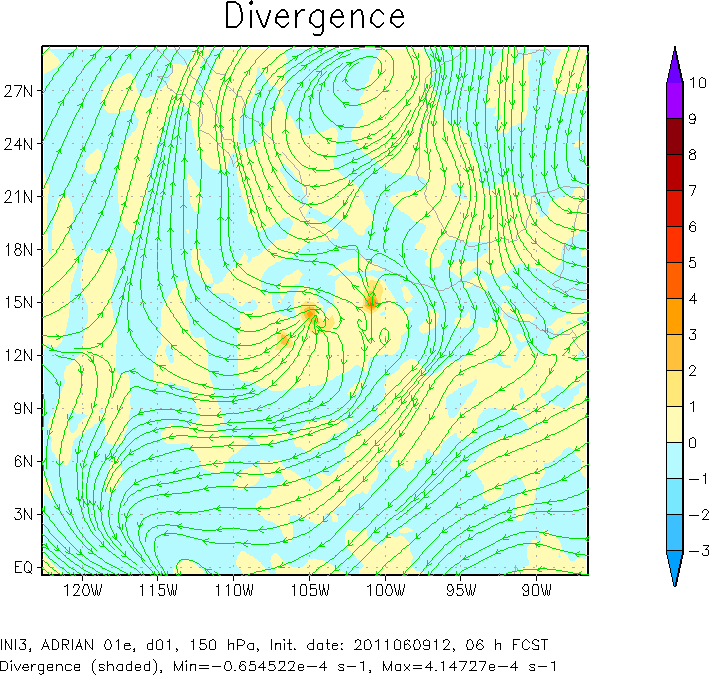 Divergence
27N
24N
21N
18N
15N
12N
9N
6N
3N
EQ
120W 115W 110W 105W 100W 95W 90W
10
9
8
7
6
5
4
3
2
1
0
-1
-2
-3
INI3, ADRIAN 01e, d01, 150 hPa, Init. date: 2011060912, 06 h FCST
Divergence (shaded), Min=-0.654522e-4 s-1, Max=4.14727e-4 s-1